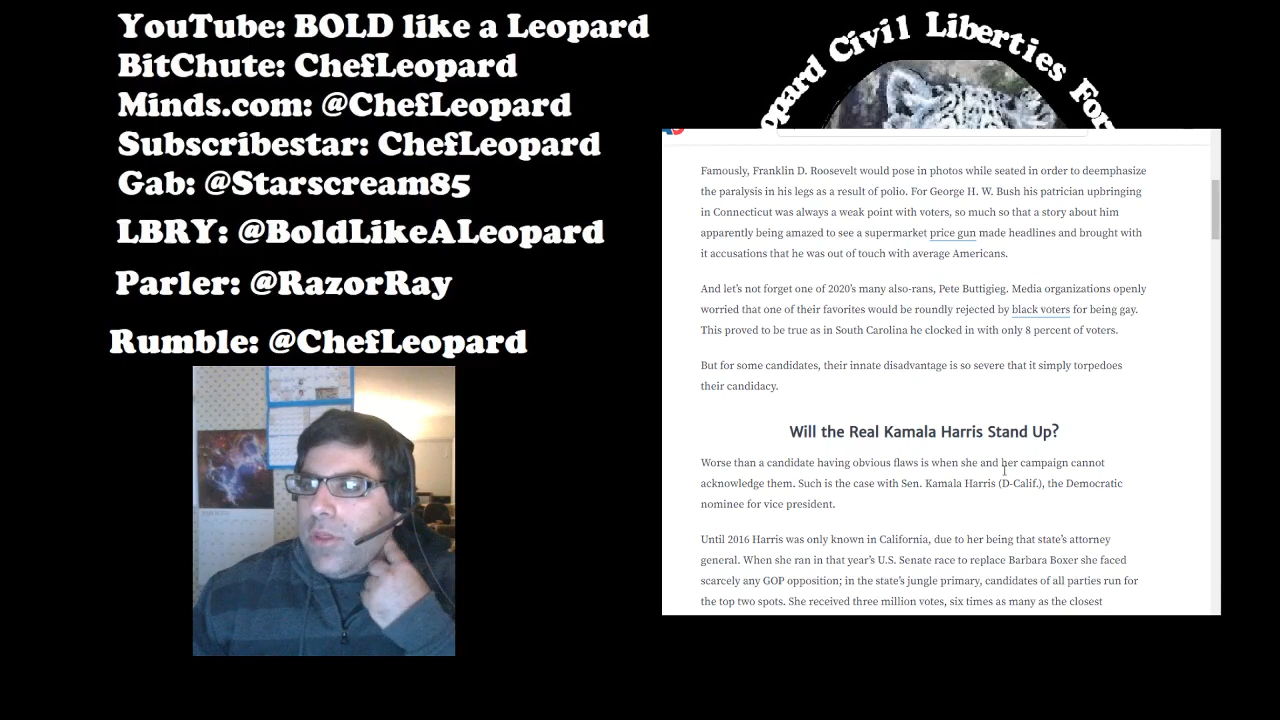 YouTube: BOLD like a Leopard
BitChute: ChefLeopard
Minds.com: @ChefLeopard
Subscribestar: ChefLeopard
Gab: @Starscream85
LBRY: @BoldLikeALeopard
Parler: @RazorRay
Rumble: @ChefLeopard
opard Civil Liberties For
Famously, Franklin D. Roosevelt would pose in photos while seated in order to deemphasize
the paralysis in his legs as a result of polio. For George H. W. Bush his patrician upbringing
in Connecticut was always a weak point with voters, so much so that a story about him
apparently being amazed to see a supermarket price gun made headlines and brought with
it accusations that he was out of touch with average Americans.
And let’s not forget one of 2020’s many also-rans, Pete Buttigieg. Media organizations openly
worried that one of their favorites would be roundly rejected by black voters for being gay.
This proved to be true as in South Carolina he clocked in with only 8 percent of voters.
But for some candidates, their innate disadvantage is so severe that it simply torpedoes
their candidacy.
Will the Real Kamala Harris Stand Up?
Worse than a candidate having obvious flaws is when she and her campaign cannot
acknowledge them. Such is the case with Sen. Kamala Harris (D-Calif.), the Democratic
nominee for vice president.
Until 2016 Harris was only known in California, due to her being that state’s attorney
general. When she ran in that year’s U.S. Senate race to replace Barbara Boxer she faced
scarcely any GOP opposition; in the state’s jungle primary, candidates of all parties run for
the top two spots. She received three million votes, six times as many as the closest